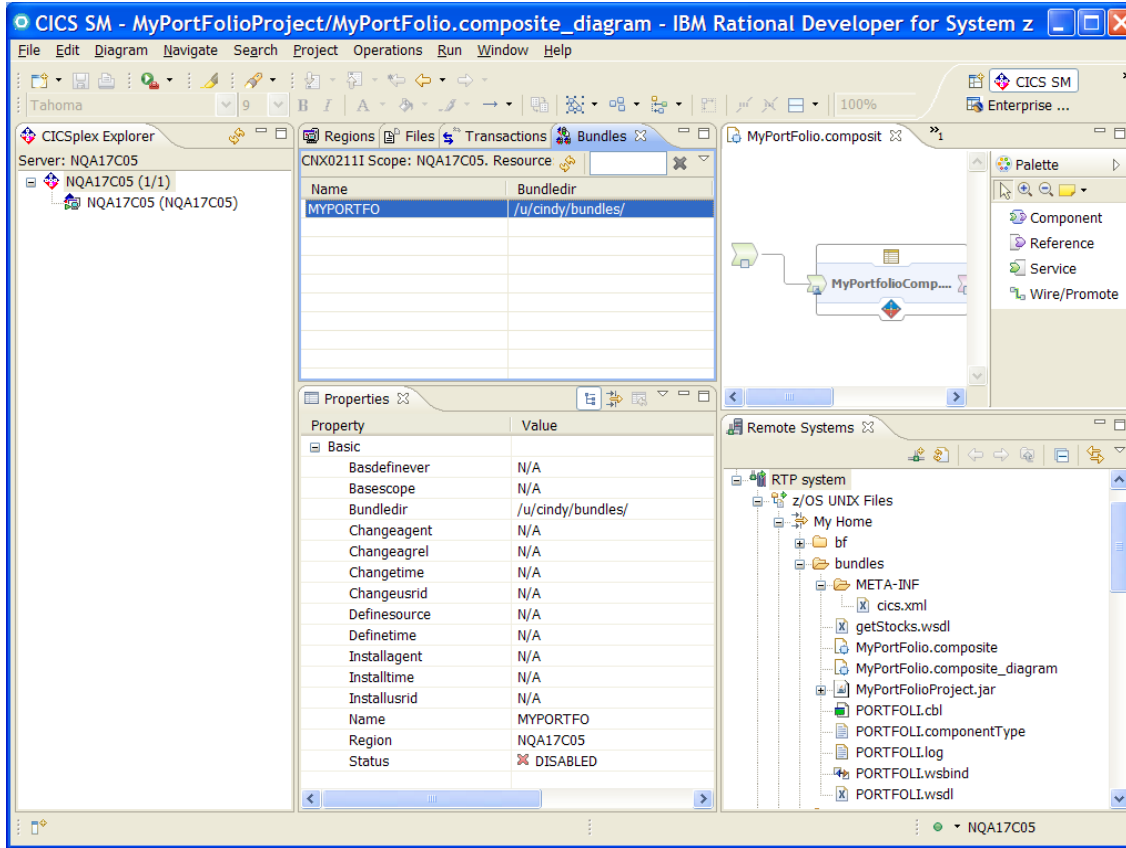 CICS SM - MyPortFolioProject/MyPortFolio.composite_diagram - IBM Rational Developer for System z
File Edit Diagram Navigate Search Project Operations Run Window Help
CICS SM
Tahoma 9 B I A 100% Enterprise ...
CICSplex Explorer
Server: NQA17C05
NQA17C05 (1/1)
NQA17C05 (NQA17C05)
Regions Files Transactions Bundles
CNX0211I Scope: NQA17C05. Resource
Name Bundledir
MYPORTFO /u/cindy/bundles/
Properties
Property Value
Basic
Basdefinever N/A
Basescope N/A
Bundledir /u/cindy/bundles/
Changeagent N/A
Changeagrel N/A
Changetime N/A
Changeusrid N/A
Definesource N/A
Definetime N/A
Installagent N/A
Installtime N/A
Installusrid N/A
Name MYPORTFO
Region NQA17C05
Status DISABLED
MyPortFolio.composit »1
Palette
Component
Reference
Service
Wire/Promote
MyPortfolioComp....
Remote Systems
RTP system
z/OS UNIX Files
My Home
bf
bundles
META-INF
cics.xml
getStocks.wsdl
MyPortFolio.composite
MyPortFolio.composite_diagram
MyPortFolioProject.jar
PORTFOLI.cbl
PORTFOLI.componentType
PORTFOLI.log
PORTFOLI.wsbind
PORTFOLI.wsdl
NQA17C05